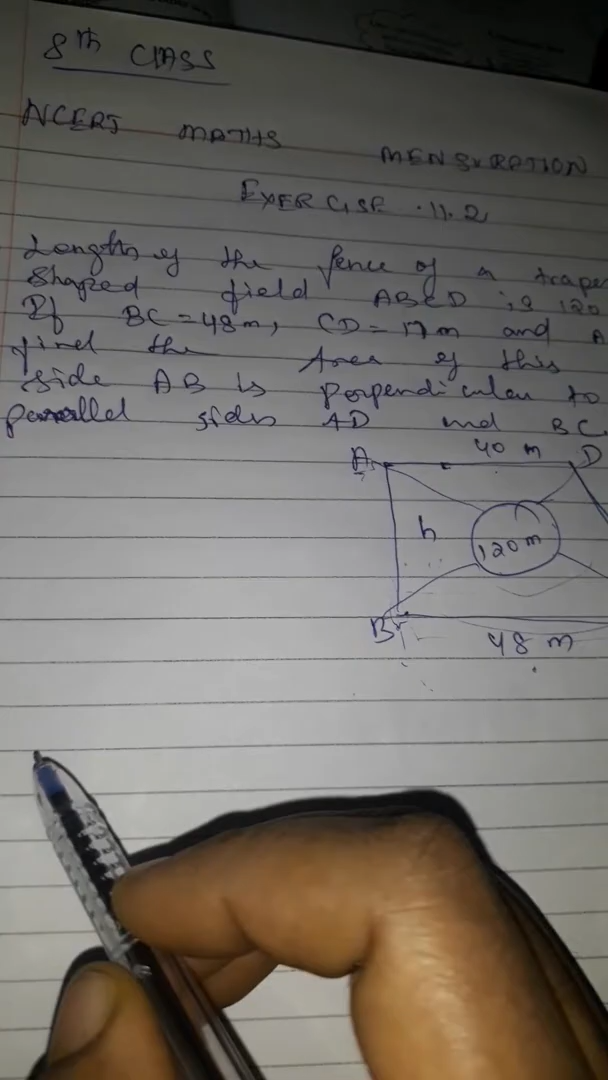 8th CLASS
NCERT MATHS MENSURATION
EXERCISE 11.2
Length of the fence of a trape
shaped field ABCD is 120
If BC = 48 m, CD = 17 m and A
find the Area of this
side AB is perpendicular to
parallel sides AD and BC
A 40 m D
h 120 m
B 48 m